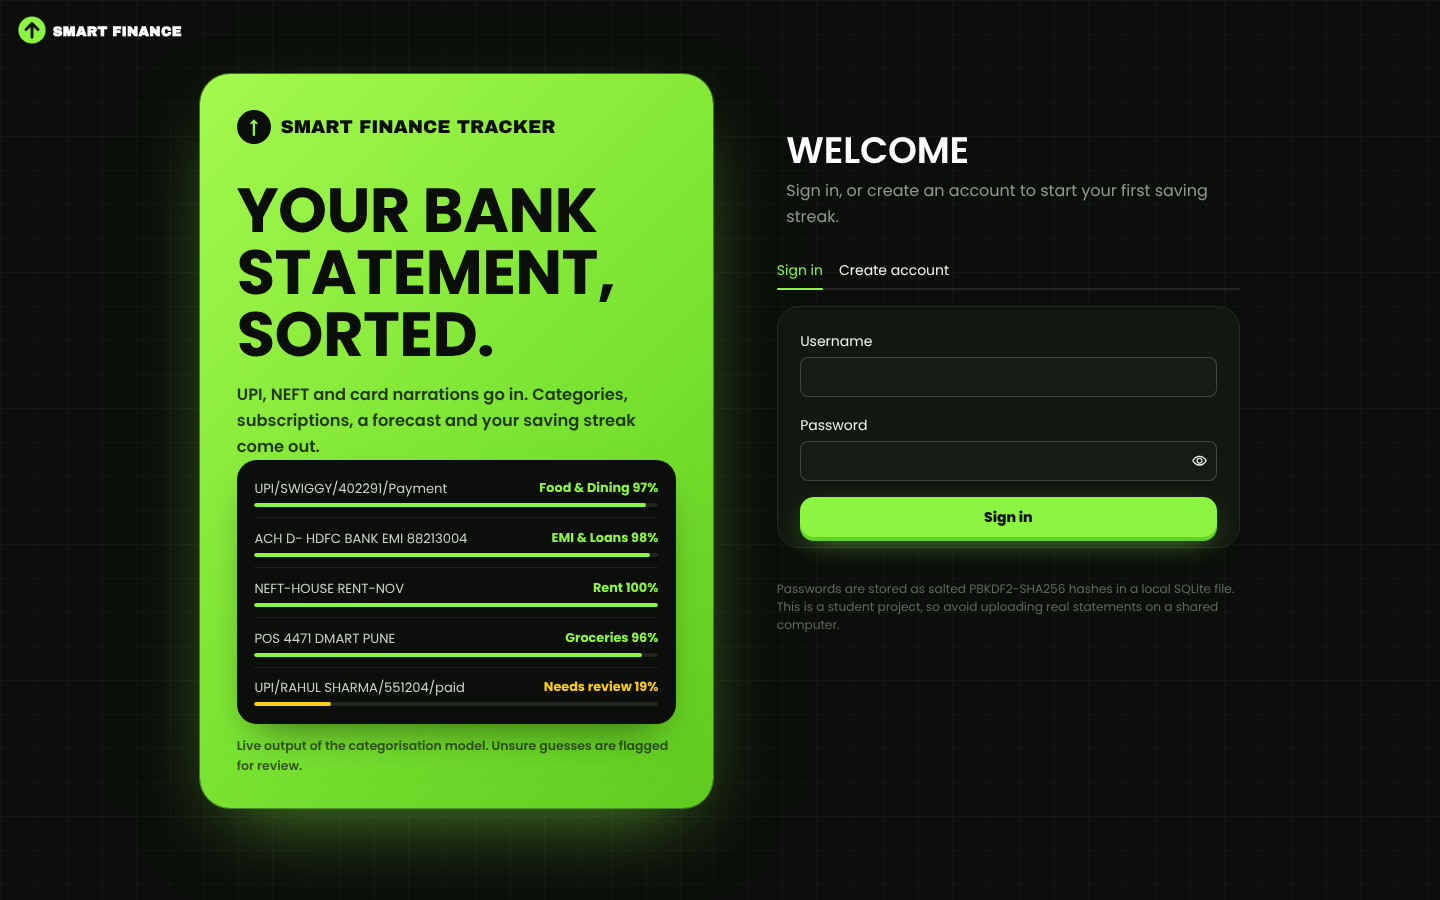 SMART FINANCE
SMART FINANCE TRACKER
YOUR BANK
STATEMENT,
SORTED.
UPI, NEFT and card narrations go in. Categories,
subscriptions, a forecast and your saving streak
come out.
UPI/SWIGGY/402291/Payment Food & Dining 97%
ACH D- HDFC BANK EMI 88213004 EMI & Loans 98%
NEFT-HOUSE RENT-NOV Rent 100%
POS 4471 DMART PUNE Groceries 96%
UPI/RAHUL SHARMA/551204/paid Needs review 19%
Live output of the categorisation model. Unsure guesses are flagged
for review.
WELCOME
Sign in, or create an account to start your first saving
streak.
Sign in Create account
Username
Password
Sign in
Passwords are stored as salted PBKDF2-SHA256 hashes in a local SQLite file.
This is a student project, so avoid uploading real statements on a shared
computer.